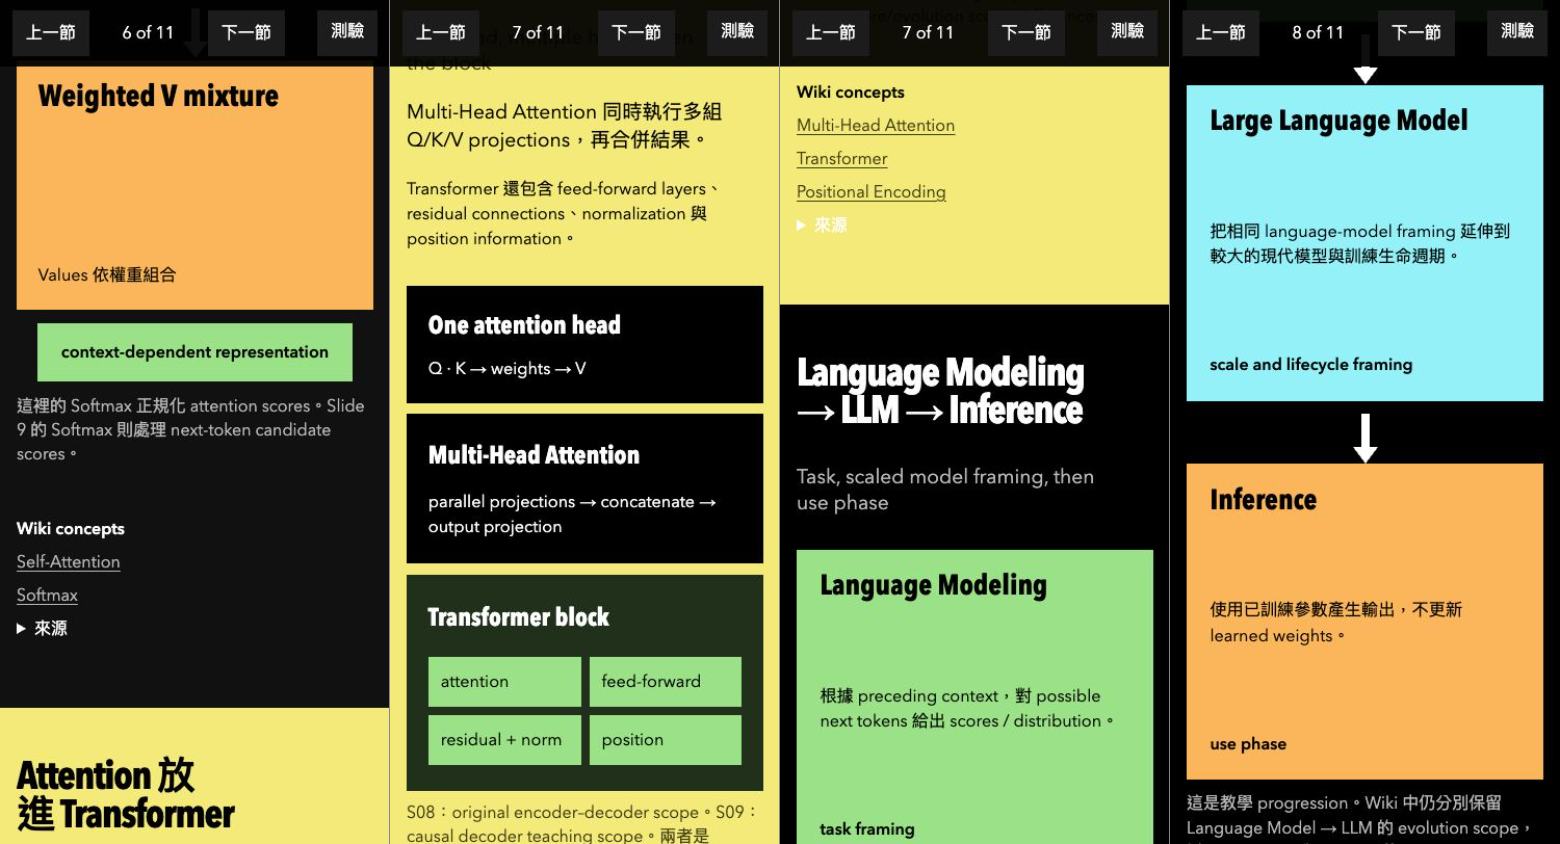 上一節
6 of 11
下一節
測驗
Weighted V mixture
Values 依權重組合
context-dependent representation
這裡的 Softmax 正規化 attention scores。Slide
9 的 Softmax 則處理 next-token candidate
scores。
Wiki concepts
Self-Attention
Softmax
▶ 來源
Attention 放
進 Transformer
上一節
7 of 11
下一節
測驗
the block
Multi-Head Attention 同時執行多組
Q/K/V projections，再合併結果。
Transformer 還包含 feed-forward layers、
residual connections、normalization 與
position information。
One attention head
Q · K → weights → V
Multi-Head Attention
parallel projections → concatenate →
output projection
Transformer block
attention
feed-forward
residual + norm
position
S08：original encoder–decoder scope。S09：
causal decoder teaching scope。兩者是
上一節
7 of 11
下一節
測驗
Wiki concepts
Multi-Head Attention
Transformer
Positional Encoding
▶ 來源
Language Modeling
→ LLM → Inference
Task, scaled model framing, then
use phase
Language Modeling
根據 preceding context，對 possible
next tokens 給出 scores / distribution。
task framing
上一節
8 of 11
下一節
測驗
Large Language Model
把相同 language-model framing 延伸到
較大的現代模型與訓練生命週期。
scale and lifecycle framing
Inference
使用已訓練參數產生輸出，不更新
learned weights。
use phase
這是教學 progression。Wiki 中仍分別保留
Language Model → LLM 的 evolution scope，